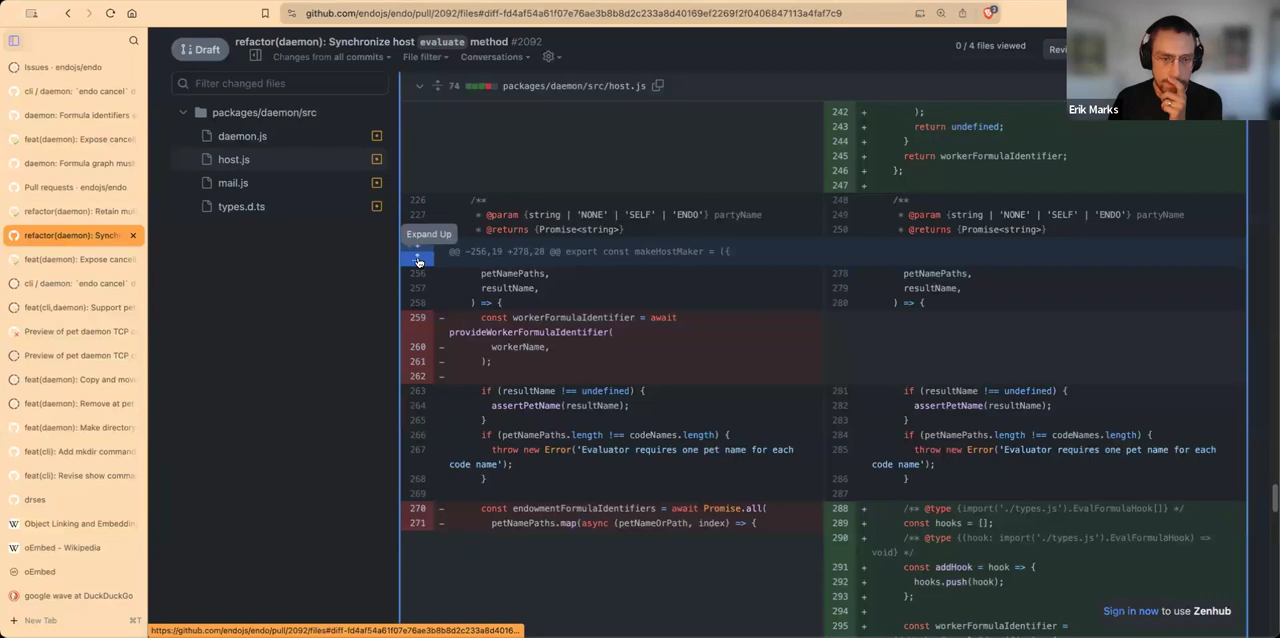 github.com/endojs/endo/pull/2092/files#diff-fd4af54a61f07e76ae3b8b8d2c233a8d40169ef2269f2f0406847113a4faf7c9
Issues · endojs/endo
cli / daemon: `endo cancel` d
daemon: Formula identifiers s
feat(daemon): Expose cancell
daemon: Formula graph must
Pull requests · endojs/endo
refactor(daemon): Retain mul
refactor(daemon): Synchr
feat(daemon): Expose cancell
cli / daemon: `endo cancel` d
feat(cli,daemon): Support pet
Preview of pet daemon TCP c
Preview of pet daemon TCP c
feat(daemon): Copy and mov
feat(daemon): Remove at pet
feat(daemon): Make directory
feat(cli): Add mkdir command
feat(cli): Revise show comma
drses
Object Linking and Embedding
oEmbed - Wikipedia
oEmbed
google wave at DuckDuckGo
New Tab
⌘T
Draft
refactor(daemon): Synchronize host evaluate method #2092
Changes from all commits
File filter
Conversations
0 / 4 files viewed
Filter changed files
packages/daemon/src
daemon.js
host.js
mail.js
types.d.ts
74 packages/daemon/src/host.js
242 + );
243 + return undefined;
244 + }
245 + return workerFormulaIdentifier;
246 + };
247 +
226 /** 248 /**
227 * @param {string | 'NONE' | 'SELF' | 'ENDO'} partyName 249 * @param {string | 'NONE' | 'SELF' | 'ENDO'} partyName
* @returns {Promise<string>} 250 * @returns {Promise<string>}
Expand Up
@@ -256,19 +278,28 @@ export const makeHostMaker = ({
256 petNamePaths, 278 petNamePaths,
257 resultName, 279 resultName,
258 ) => { 280 ) => {
259 - const workerFormulaIdentifier = await
provideWorkerFormulaIdentifier(
260 - workerName,
261 - );
262 -
263 if (resultName !== undefined) { 281 if (resultName !== undefined) {
264 assertPetName(resultName); 282 assertPetName(resultName);
265 } 283 }
266 if (petNamePaths.length !== codeNames.length) { 284 if (petNamePaths.length !== codeNames.length) {
267 throw new Error('Evaluator requires one pet name for each 285 throw new Error('Evaluator requires one pet name for each
code name'); code name');
268 } 286 }
269 287
270 - const endowmentFormulaIdentifiers = await Promise.all( 288 + /** @type {import('./types.js').EvalFormulaHook[]} */
271 - petNamePaths.map(async (petNameOrPath, index) => { 289 + const hooks = [];
290 + /** @type {(hook: import('./types.js').EvalFormulaHook) =>
void} */
291 + const addHook = hook => {
292 + hooks.push(hook);
293 + };
294 +
295 + const workerFormulaIdentifier =
Sign in now to use Zenhub
https://github.com/endojs/endo/pull/2092/files#diff-fd4af54a61f07e76ae3b8b8d2c233a8d4016...
Erik Marks